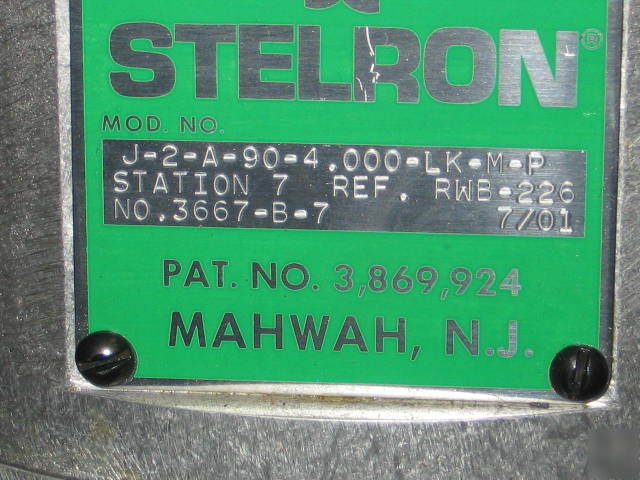 STELRON®
MOD. NO.
J-2-A-90-4.000-LK-M-P
STATION 7 REF. RWB-226
NO.3667-B-7 7/01
PAT. NO. 3,869,924
MAHWAH, N.J.